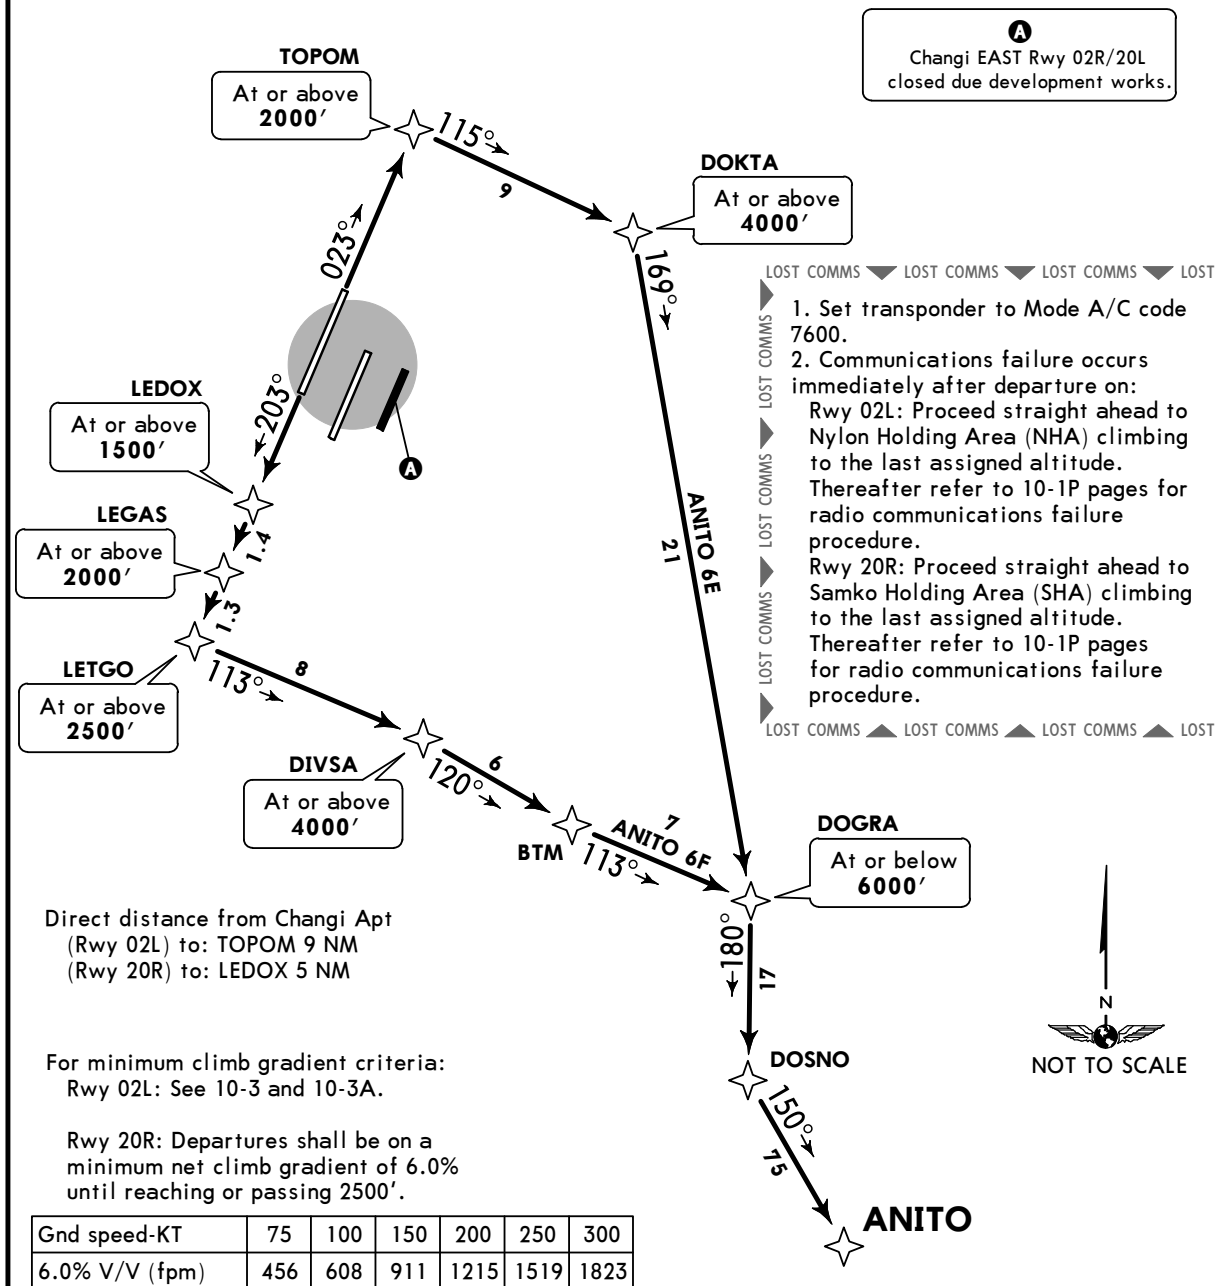 A
Changi EAST Rwy 02R/20L
closed due development works.
TOPOM
At or above
2000′
115°
9
DOKTA
At or above
4000′
023°
169°
LOST COMMS LOST COMMS LOST COMMS LOST
LOST COMMS LOST COMMS LOST COMMS
1. Set transponder to Mode A/C code
7600.
2. Communications failure occurs
immediately after departure on:
Rwy 02L: Proceed straight ahead to
Nylon Holding Area (NHA) climbing
to the last assigned altitude.
Thereafter refer to 10-1P pages for
radio communications failure
procedure.
Rwy 20R: Proceed straight ahead to
Samko Holding Area (SHA) climbing
to the last assigned altitude.
Thereafter refer to 10-1P pages
for radio communications failure
procedure.
LOST COMMS LOST COMMS LOST COMMS LOST
LEDOX
At or above
1500′
203°
A
LEGAS
At or above
2000′
1.4
1.3
ANITO 6E
21
LETGO
At or above
2500′
113°
8
DIVSA
At or above
4000′
120°
6
BTM
7
ANITO 6F
113°
DOGRA
At or below
6000′
180°
17
Direct distance from Changi Apt
(Rwy 02L) to: TOPOM 9 NM
(Rwy 20R) to: LEDOX 5 NM
N
NOT TO SCALE
DOSNO
150°
75
ANITO
For minimum climb gradient criteria:
Rwy 02L: See 10-3 and 10-3A.
Rwy 20R: Departures shall be on a
minimum net climb gradient of 6.0%
until reaching or passing 2500'.
Gnd speed-KT 75 100 150 200 250 300
6.0% V/V (fpm) 456 608 911 1215 1519 1823